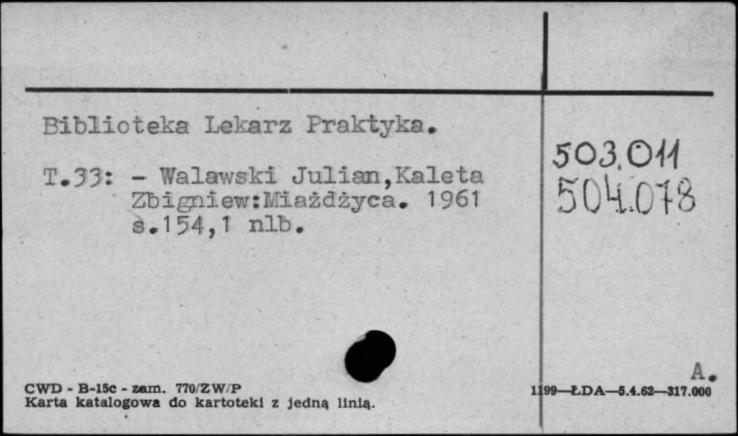 Biblioteka Lekarz Praktyka.
T.33: - Walawski Julian,Kaleta
Zbigniew:Miażdżyca. 1961
s.154,1 nlb.
503.011
504.078
A.
CWD - B-15c - zam. 770/ZW/P
Karta katalogowa do kartoteki z jedną linią.
1199—ŁDA—5.4.62—317.000